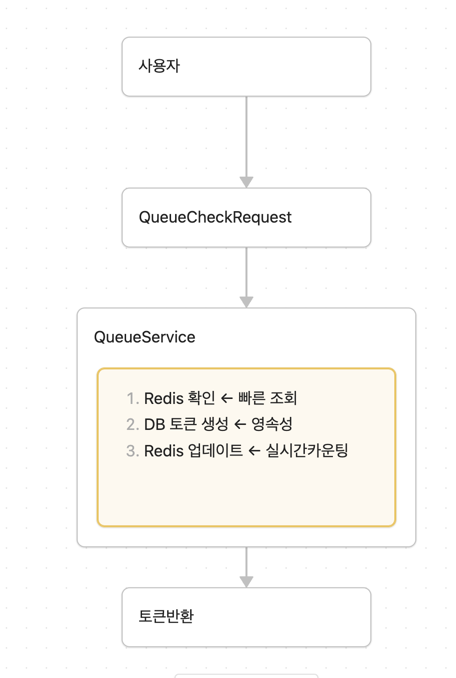 사용자
QueueCheckRequest
QueueService
1. Redis 확인 ← 빠른 조회
2. DB 토큰 생성 ← 영속성
3. Redis 업데이트 ← 실시간카운팅
토큰반환